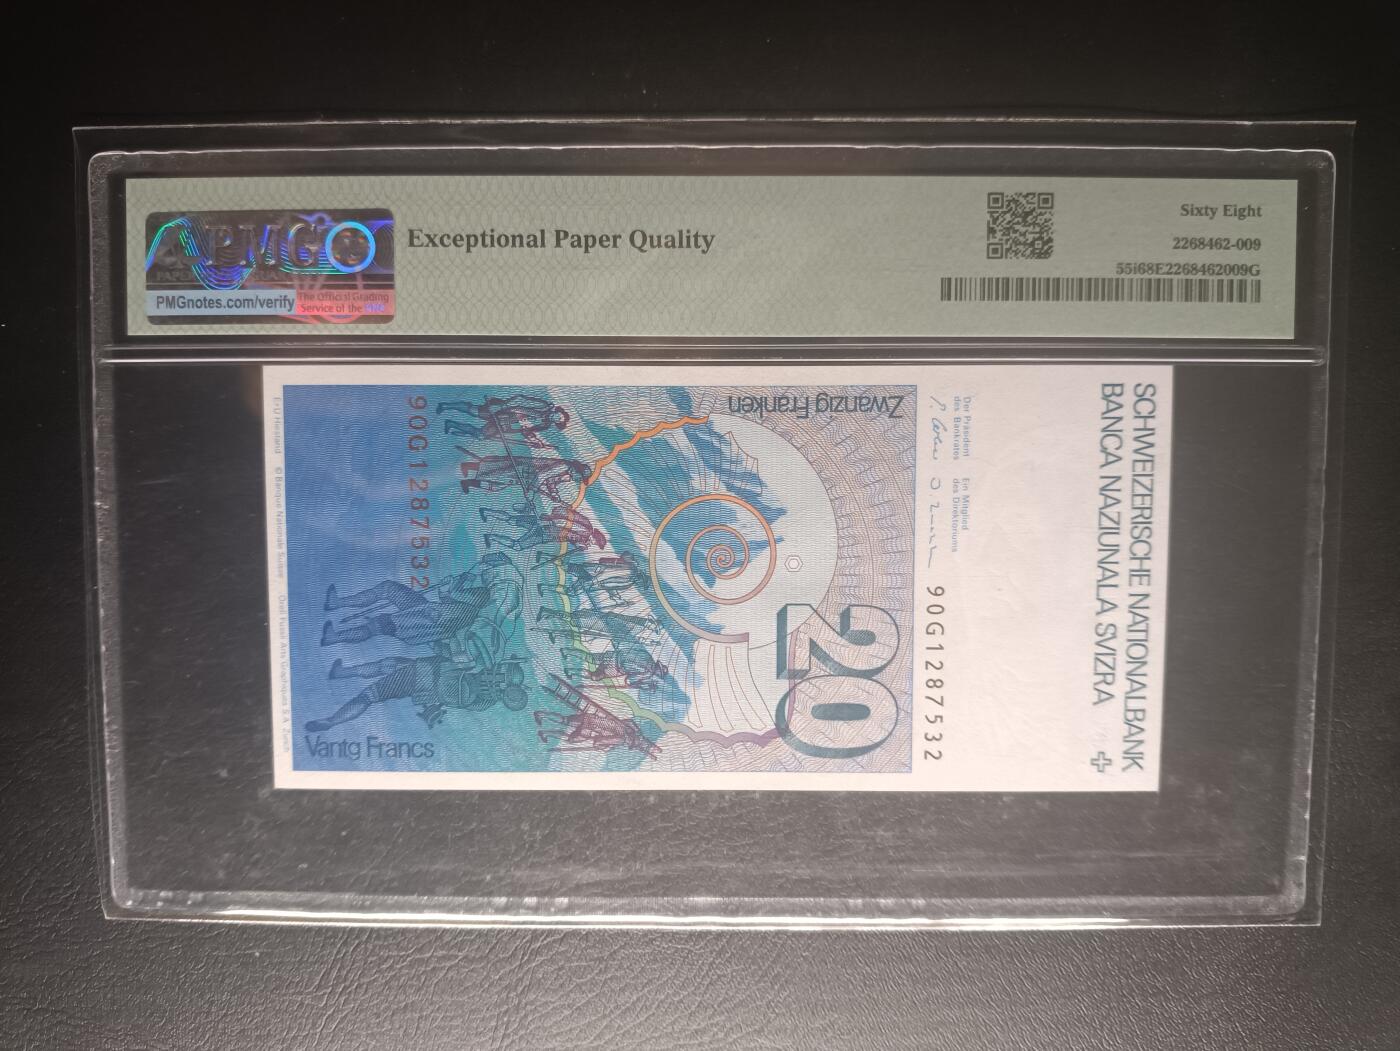 PMG
PMGnotes.com/verify
The Official Grading
Service of the PNG
Exceptional Paper Quality
Sixty Eight
2268462-009
55i68E2268462009G
SCHWEIZERISCHE NATIONALBANK
BANCA NAZIUNALA SVIZRA
Der Präsident
des Bankrates
Ein Mitglied
des Direktoriums
90G1287532
Zwanzig Franken
20
90G1287532
Vantg Francs
E+U Hiestand © Banque Nationale Suisse Orell Füssli Arts Graphiques S.A. Zurich